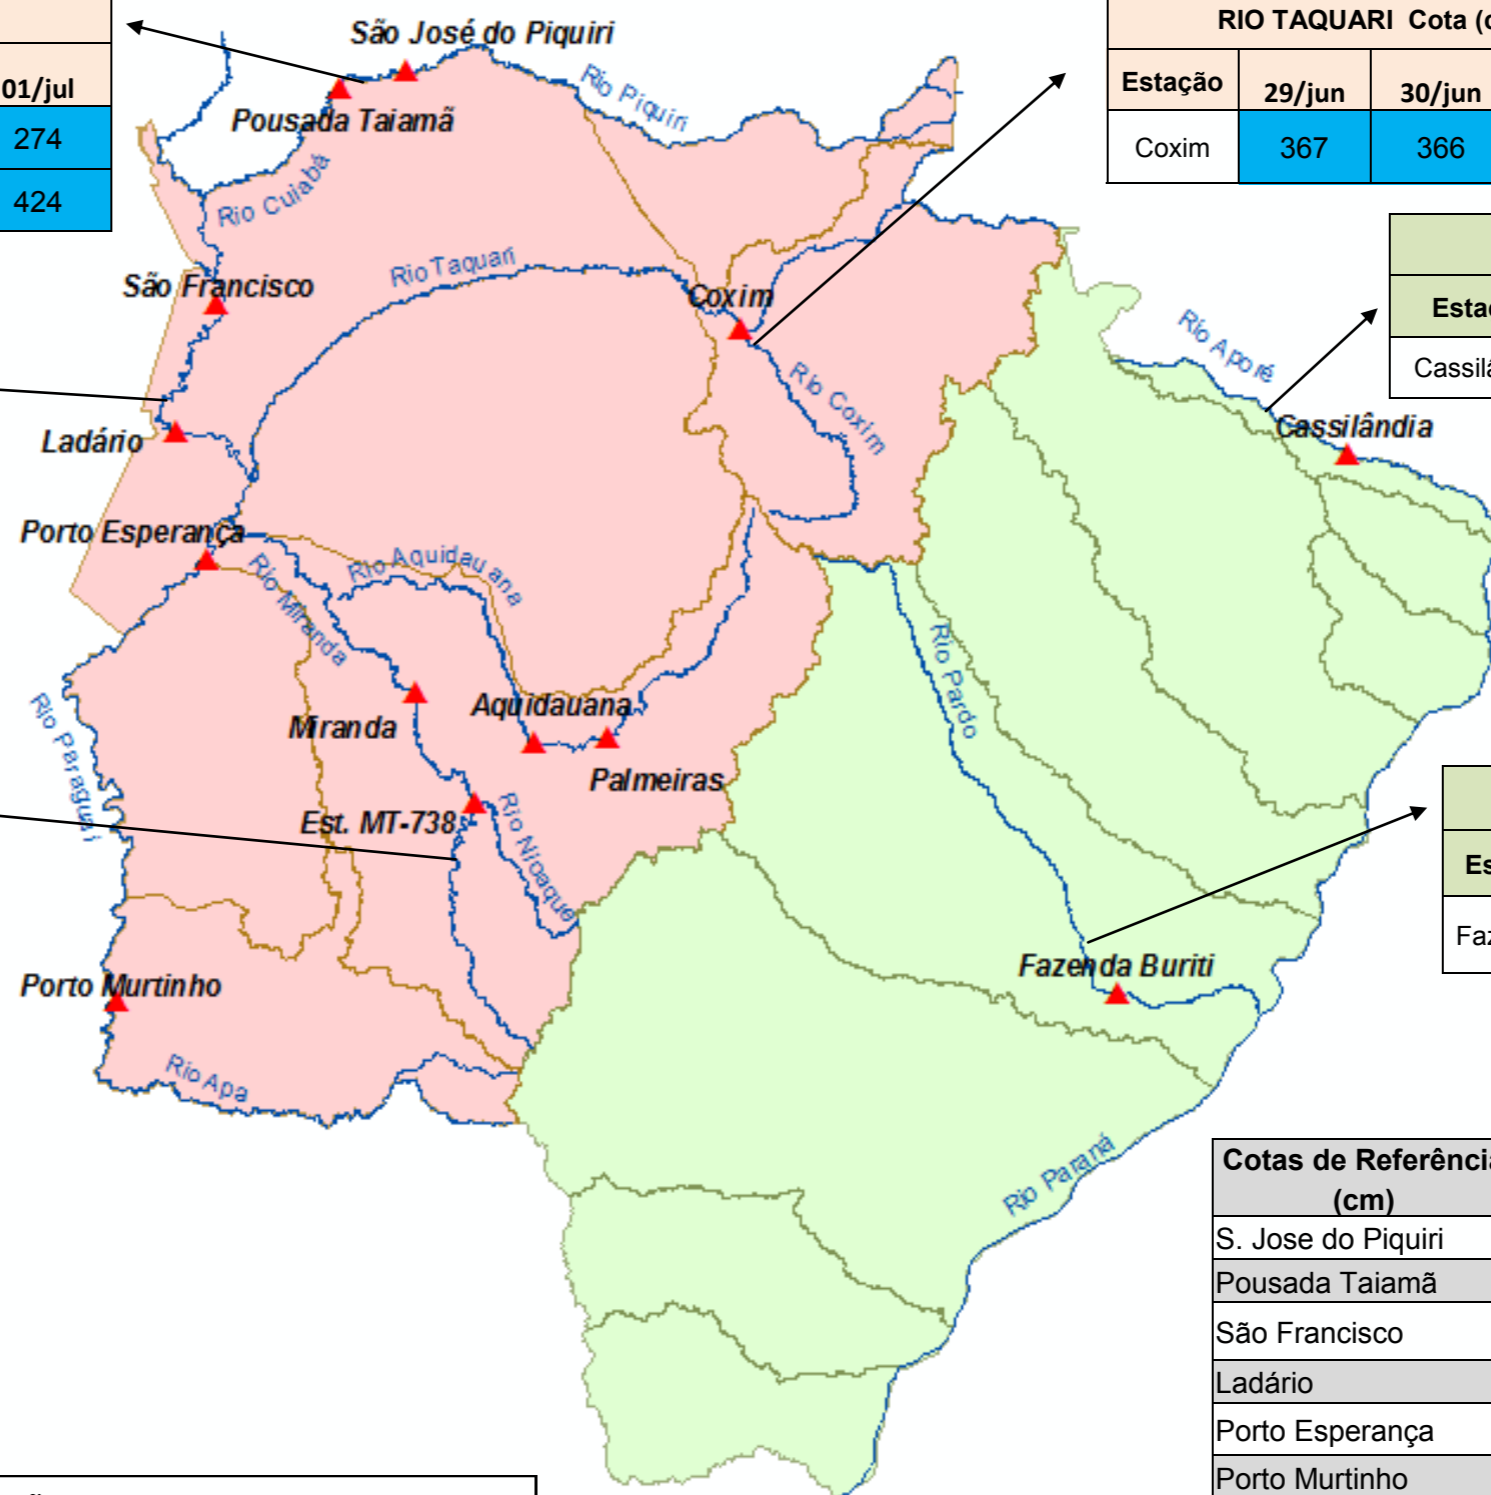 01/jul
274
424
RIO TAQUARI Cota (c
Estação 29/jun 30/jun
Coxim 367 366
São José do Piquiri
Pousada Taiamã
Rio Piquiri
Rio Cuiabá
Rio Taquari
São Francisco
Coxim
Rio Coxim
Rio Aporé
Esta
Cassil
Cassilândia
Ladário
Porto Esperança
Rio Aquidauana
Rio Miranda
Rio Pardo
Rio Paraguai
Miranda
Aquidauana
Palmeiras
Est. MT-738
Rio Nioaque
Es
Faz
Fazenda Buriti
Porto Murtinho
Rio Apa
Rio Paraná
Cotas de Referência
(cm)
S. Jose do Piquiri
Pousada Taiamã
São Francisco
Ladário
Porto Esperança
Porto Murtinho